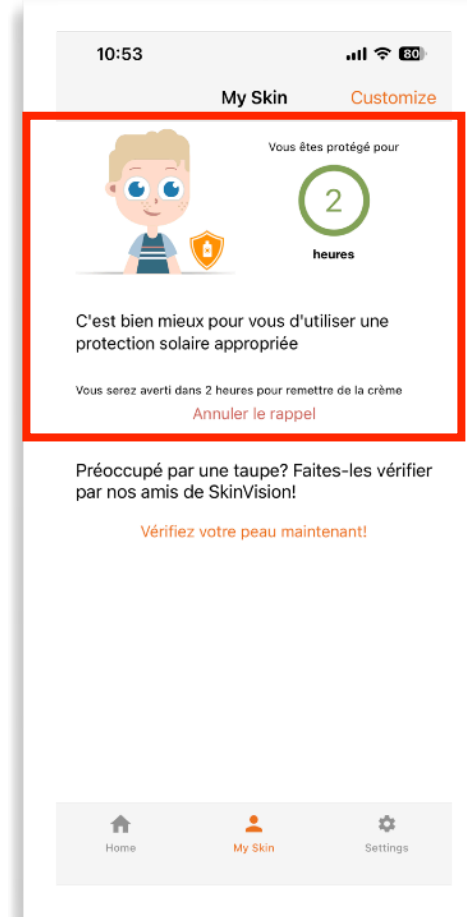 10:53
80
My Skin
Customize
Vous êtes protégé pour
2
heures
C'est bien mieux pour vous d'utiliser une
protection solaire appropriée
Vous serez averti dans 2 heures pour remettre de la crème
Annuler le rappel
Préoccupé par une taupe? Faites-les vérifier
par nos amis de SkinVision!
Vérifiez votre peau maintenant!
Home
My Skin
Settings